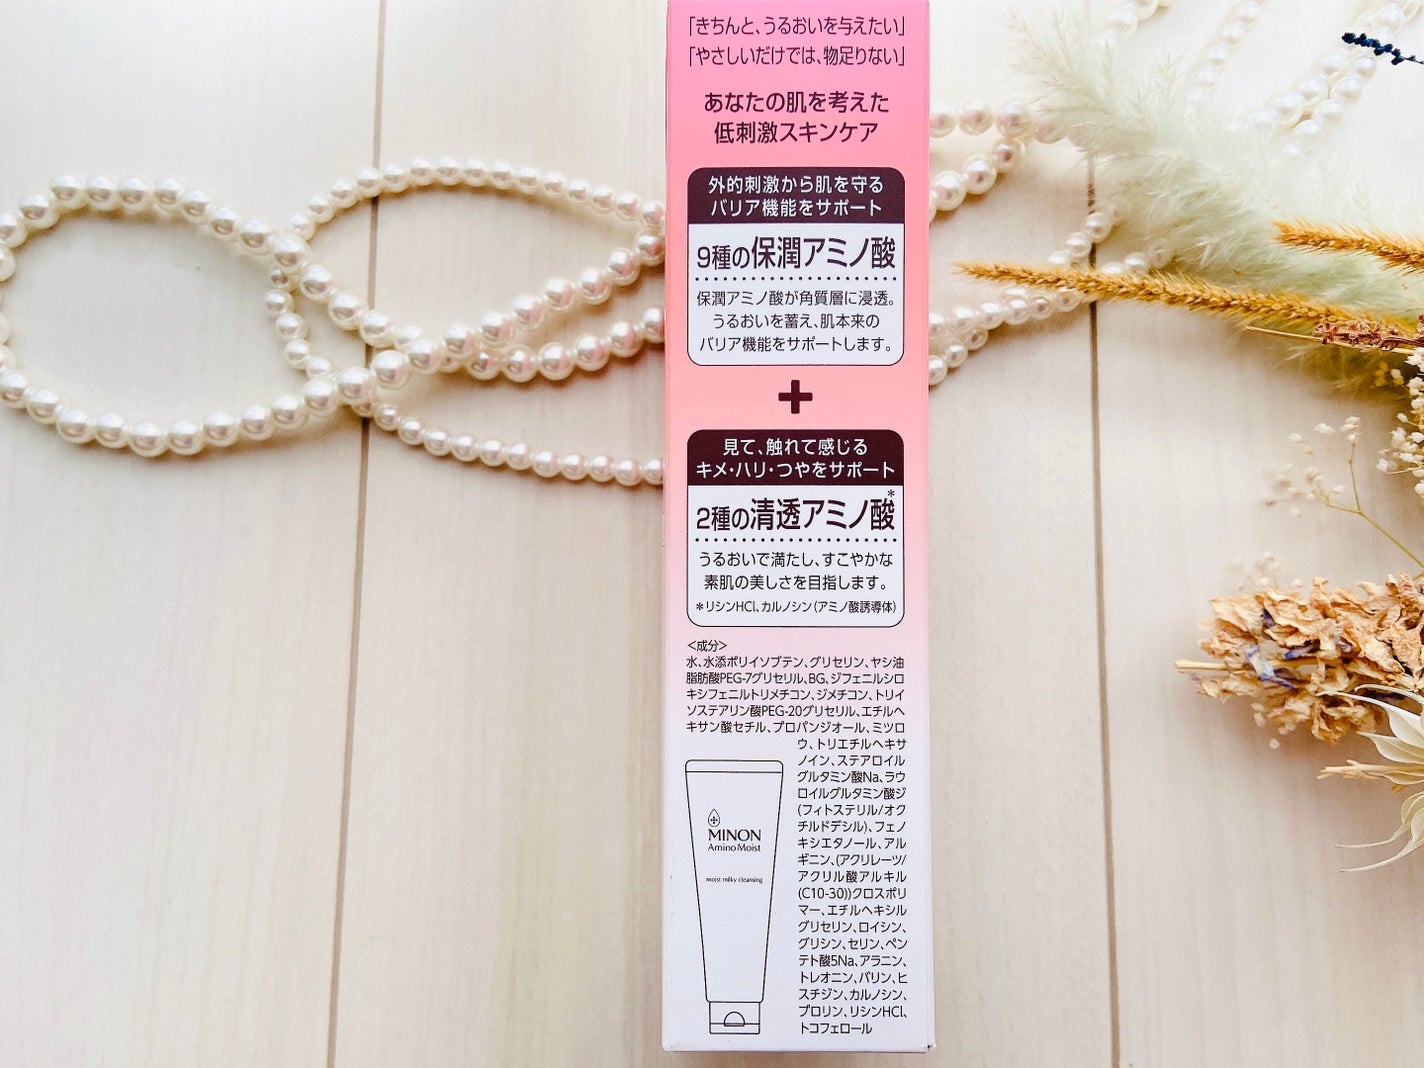 「きちんと、うるおいを与えたい」
「やさしいだけでは、物足りない」
あなたの肌を考えた
低刺激スキンケア
外的刺激から肌を守る
バリア機能をサポート
9種の保潤アミノ酸
保潤アミノ酸が角質層に浸透。
うるおいを蓄え、肌本来の
バリア機能をサポートします。
+
見て、触れて感じる
キメ・ハリ・つやをサポート
2種の清透アミノ酸*
うるおいで満たし、すこやかな
素肌の美しさを目指します。
*リシンHCl、カルノシン(アミノ酸誘導体)
<成分>
水、水添ポリイソブテン、グリセリン、ヤシ油
脂肪酸PEG-7グリセリル、BG、ジフェニルシロ
キシフェニルトリメチコン、ジメチコン、トリイ
ソステアリン酸PEG-20グリセリル、エチルヘ
キサン酸セチル、プロパンジオール、ミツロ
ウ、トリエチルヘキサ
ノイン、ステアロイル
グルタミン酸Na、ラウ
ロイルグルタミン酸ジ
(フィトステリル/オク
チルドデシル)、フェノ
キシエタノール、アル
ギニン、(アクリレーツ/
アクリル酸アルキル
(C10-30))クロスポリ
マー、エチルヘキシル
グリセリン、ロイシン、
グリシン、セリン、ペン
テト酸5Na、アラニン、
トレオニン、バリン、ヒ
スチジン、カルノシン、
プロリン、リシンHCl、
トコフェロール
MINON
Amino Moist
moist milky cleansing